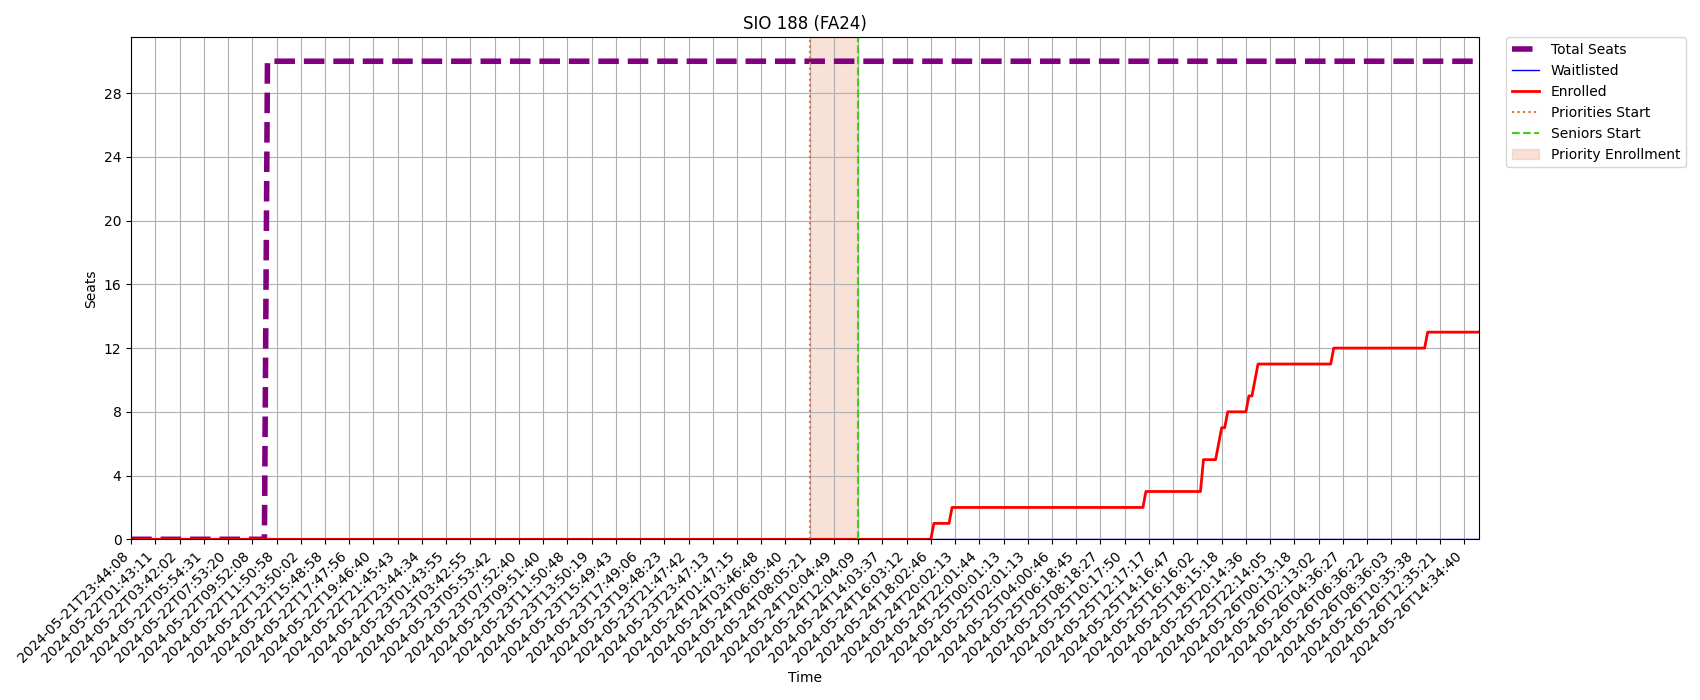 SIO 188 (FA24)
Total Seats
Waitlisted
Enrolled
Priorities Start
Seniors Start
Priority Enrollment
Seats
28
24
20
16
12
8
4
0
2024-05-21T23:44:08
2024-05-22T01:43:11
2024-05-22T03:42:02
2024-05-22T05:54:31
2024-05-22T07:53:20
2024-05-22T09:52:08
2024-05-22T11:50:58
2024-05-22T13:50:02
2024-05-22T15:48:58
2024-05-22T17:47:56
2024-05-22T19:46:40
2024-05-22T21:45:43
2024-05-22T23:44:34
2024-05-23T01:43:55
2024-05-23T03:42:55
2024-05-23T05:53:42
2024-05-23T07:52:40
2024-05-23T09:51:40
2024-05-23T11:50:48
2024-05-23T13:50:19
2024-05-23T15:49:43
2024-05-23T17:49:06
2024-05-23T19:48:23
2024-05-23T21:47:42
2024-05-23T23:47:13
2024-05-24T01:47:15
2024-05-24T03:46:48
2024-05-24T06:05:40
2024-05-24T08:05:21
2024-05-24T10:04:49
2024-05-24T12:04:09
2024-05-24T14:03:37
2024-05-24T16:03:12
2024-05-24T18:02:46
2024-05-24T20:02:13
2024-05-24T22:01:44
2024-05-25T00:01:13
2024-05-25T02:01:13
2024-05-25T04:00:46
2024-05-25T06:18:45
2024-05-25T08:18:27
2024-05-25T10:17:50
2024-05-25T12:17:17
2024-05-25T14:16:47
2024-05-25T16:16:02
2024-05-25T18:15:18
2024-05-25T20:14:36
2024-05-25T22:14:05
2024-05-26T00:13:18
2024-05-26T02:13:02
2024-05-26T04:36:27
2024-05-26T06:36:22
2024-05-26T08:36:03
2024-05-26T10:35:38
2024-05-26T12:35:21
2024-05-26T14:34:40
Time